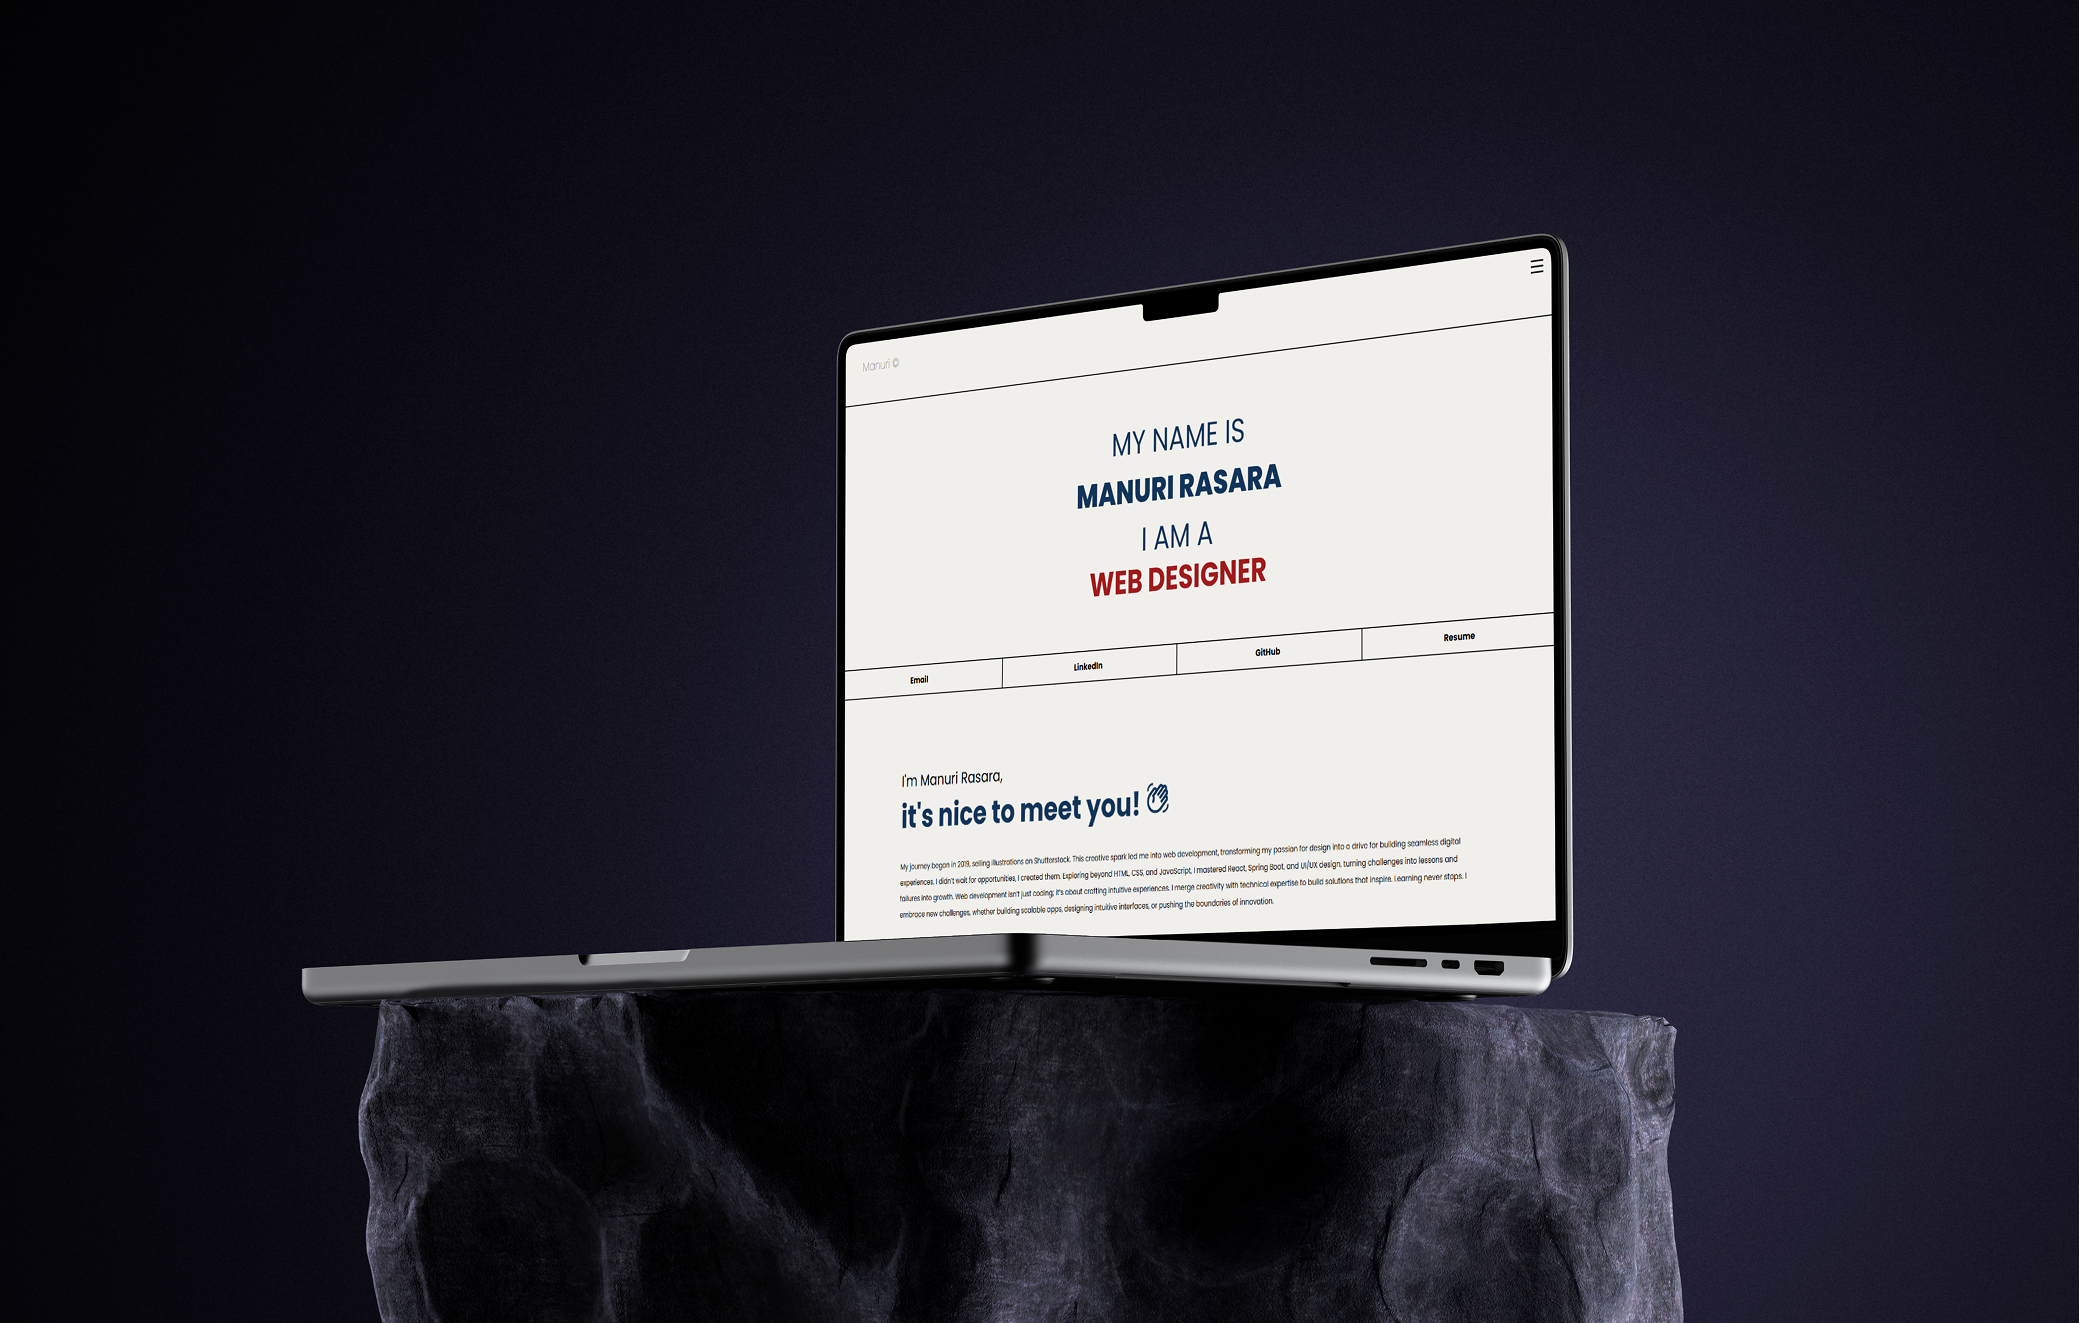 Manuri ©
MY NAME IS
MANURI RASARA
I AM A
WEB DESIGNER
Email
LinkedIn
GitHub
Resume
I'm Manuri Rasara,
it's nice to meet you!
My journey began in 2019, selling illustrations on Shutterstock. This creative spark led me into web development, transforming my passion for design into a drive for building seamless digital
experiences. I didn't wait for opportunities, I created them. Exploring beyond HTML, CSS, and JavaScript, I mastered React, Spring Boot, and UI/UX design, turning challenges into lessons and
failures into growth. Web development isn't just coding; it's about crafting intuitive experiences. I merge creativity with technical expertise to build solutions that inspire. Learning never stops. I
embrace new challenges, whether building scalable apps, designing intuitive interfaces, or pushing the boundaries of innovation.